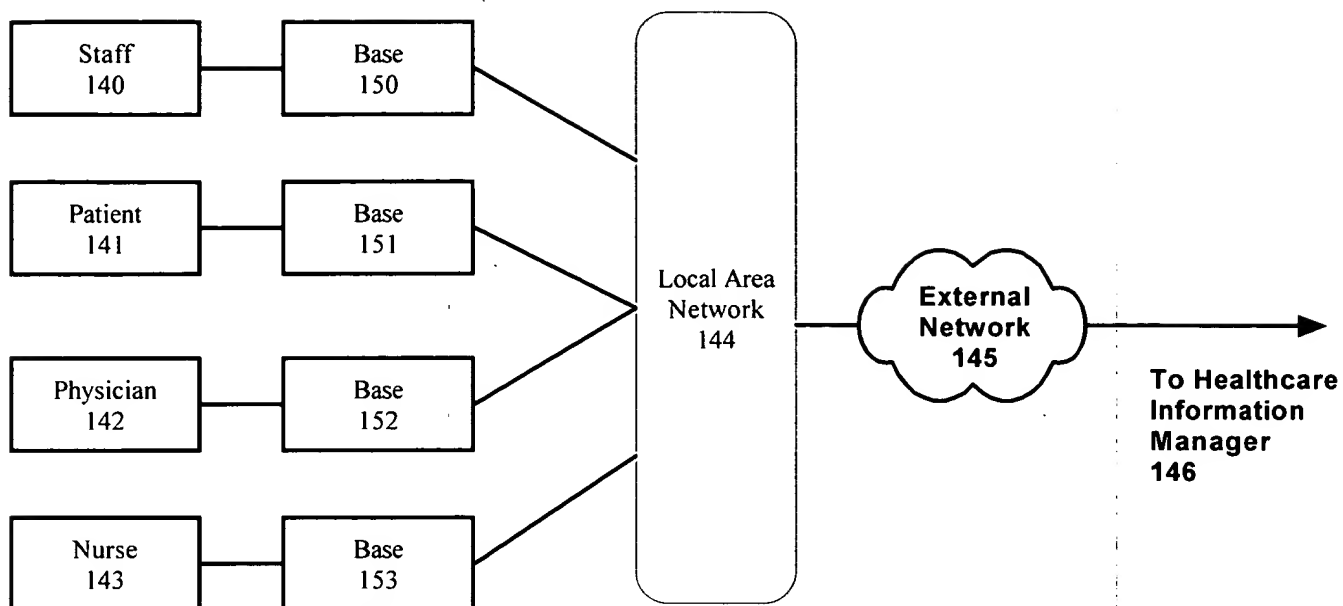 Staff
140
Base
150
Patient
141
Base
151
Physician
142
Base
152
Nurse
143
Base
153
Local Area
Network
144
External
Network
145
To Healthcare
Information
Manager
146